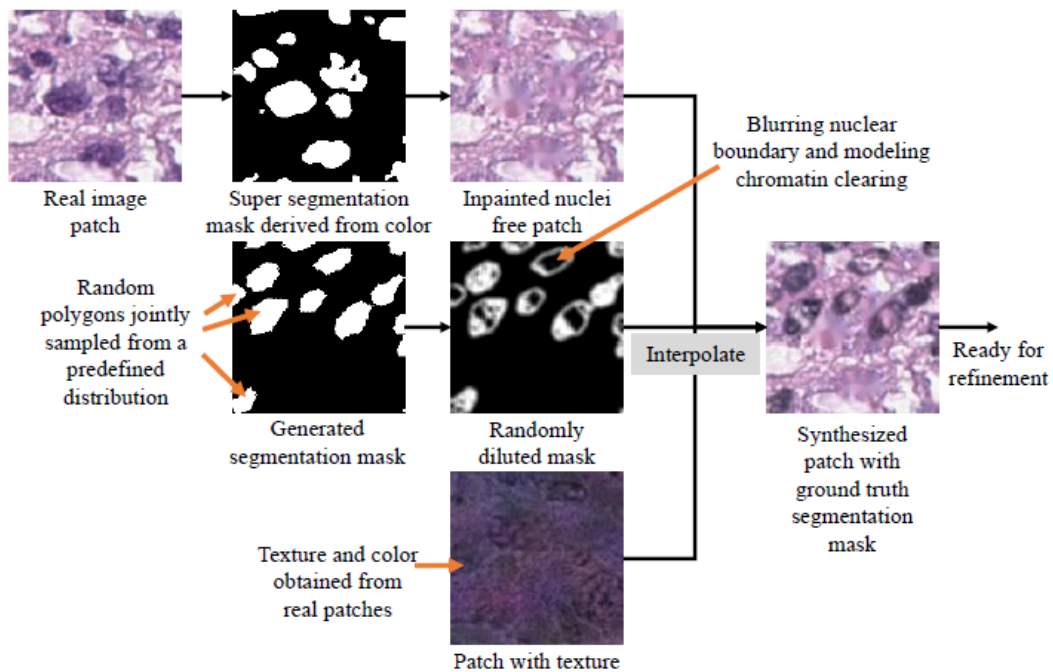 Real image
patch
Super segmentation
mask derived from color
Inpainted nuclei
free patch
Blurring nuclear
boundary and modeling
chromatin clearing
Random
polygons jointly
sampled from a
predefined
distribution
Generated
segmentation mask
Randomly
diluted mask
Interpolate
Synthesized
patch with
ground truth
segmentation
mask
Ready for
refinement
Texture and color
obtained from
real patches
Patch with texture